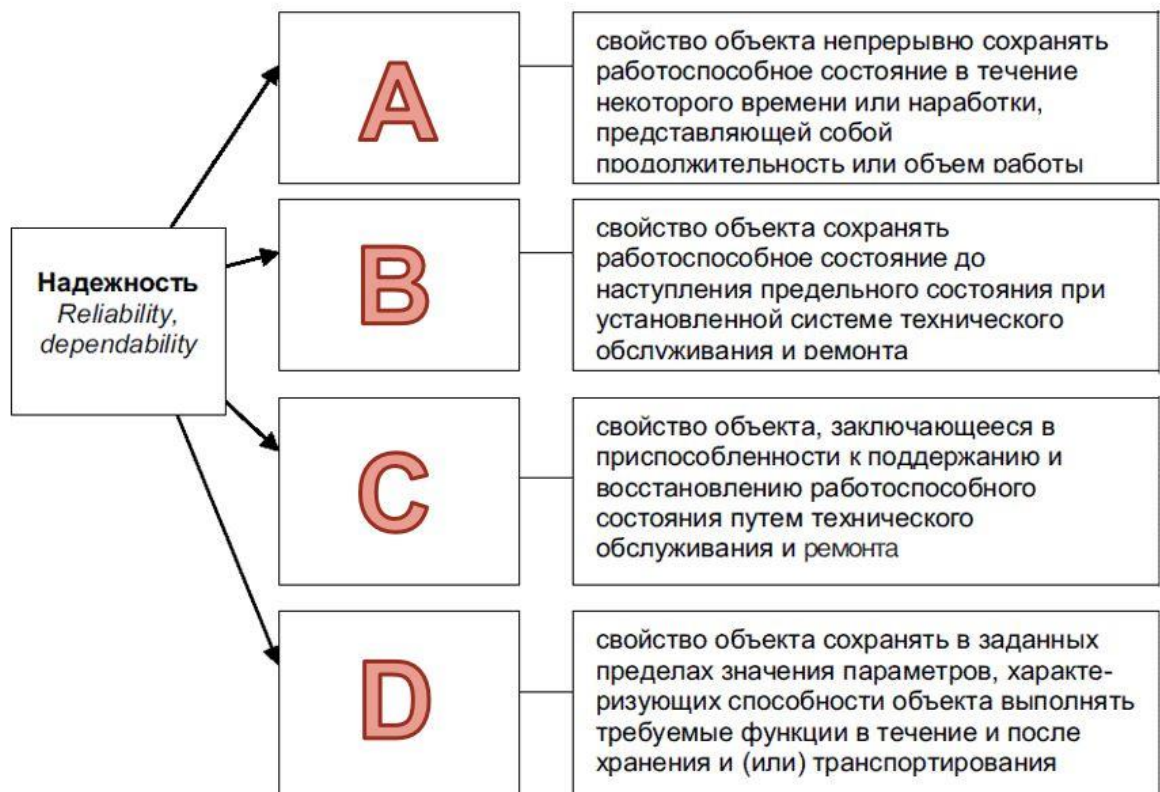 A
свойство объекта непрерывно сохранять
работоспособное состояние в течение
некоторого времени или наработки,
представляющей собой
продолжительность или объем работы
B
свойство объекта сохранять
работоспособное состояние до
наступления предельного состояния при
установленной системе технического
обслуживания и ремонта
Надежность
Reliability,
dependability
C
свойство объекта, заключающееся в
приспособленности к поддержанию и
восстановлению работоспособного
состояния путем технического
обслуживания и ремонта
D
свойство объекта сохранять в заданных
пределах значения параметров, характе-
ризующих способности объекта выполнять
требуемые функции в течение и после
хранения и (или) транспортирования